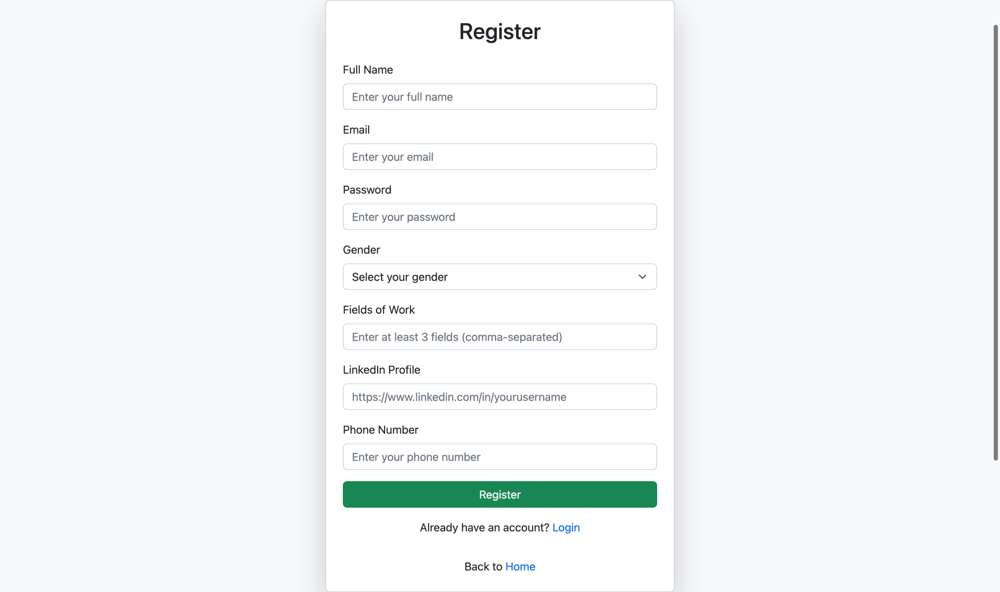 Register
Full Name
Enter your full name
Email
Enter your email
Password
Enter your password
Gender
Select your gender
Fields of Work
Enter at least 3 fields (comma-separated)
LinkedIn Profile
https://www.linkedin.com/in/yourusername
Phone Number
Enter your phone number
Register
Already have an account? Login
Back to Home